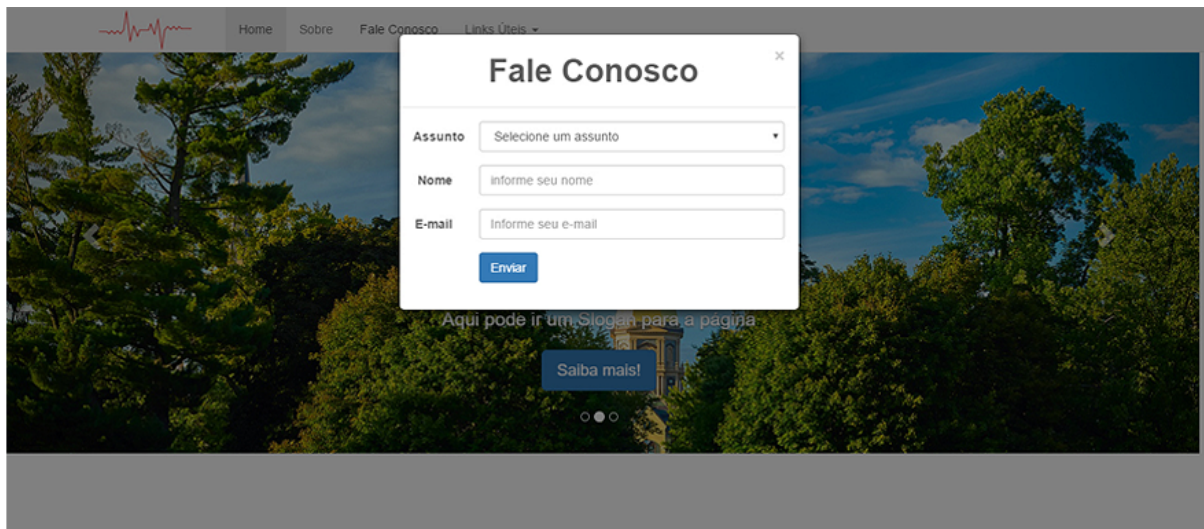 Home Sobre Fale Conosco Links Úteis
Fale Conosco ×
Assunto Selecione um assunto
Nome informe seu nome
E-mail Informe seu e-mail
Enviar
Aqui pode ir um Slogan para a página
Saiba mais!